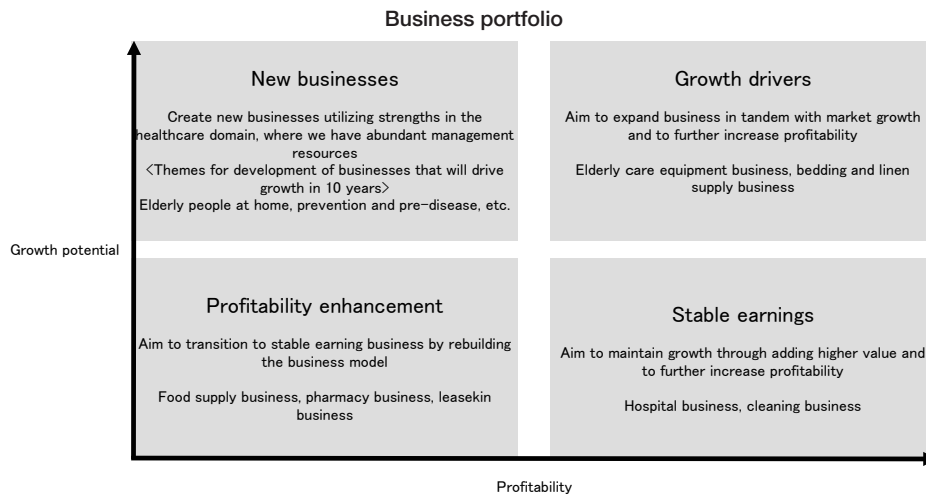 Business portfolio
New businesses
Create new businesses utilizing strengths in the
healthcare domain, where we have abundant management
resources
<Themes for development of businesses that will drive
growth in 10 years>
Elderly people at home, prevention and pre-disease, etc.
Growth drivers
Aim to expand business in tandem with market growth
and to further increase profitability
Elderly care equipment business, bedding and linen
supply business
Growth potential
Profitability enhancement
Aim to transition to stable earning business by rebuilding
the business model
Food supply business, pharmacy business, leasekin
business
Stable earnings
Aim to maintain growth through adding higher value and
to further increase profitability
Hospital business, cleaning business
Profitability